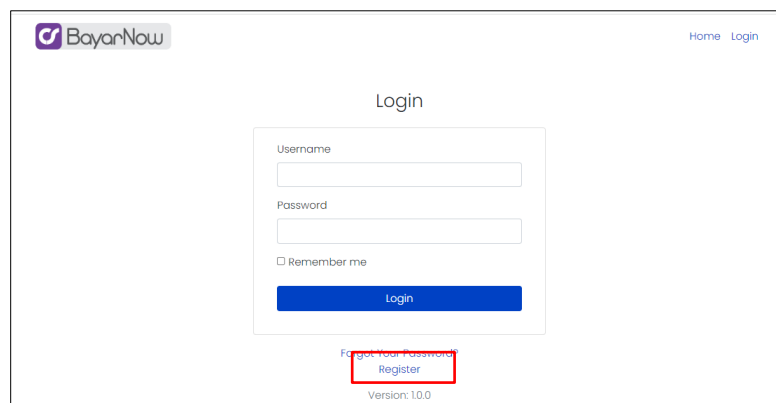 BayarNow
Home Login
Login
Username
Password
Remember me
Login
Forgot Your Password?
Register
Version: 1.0.0